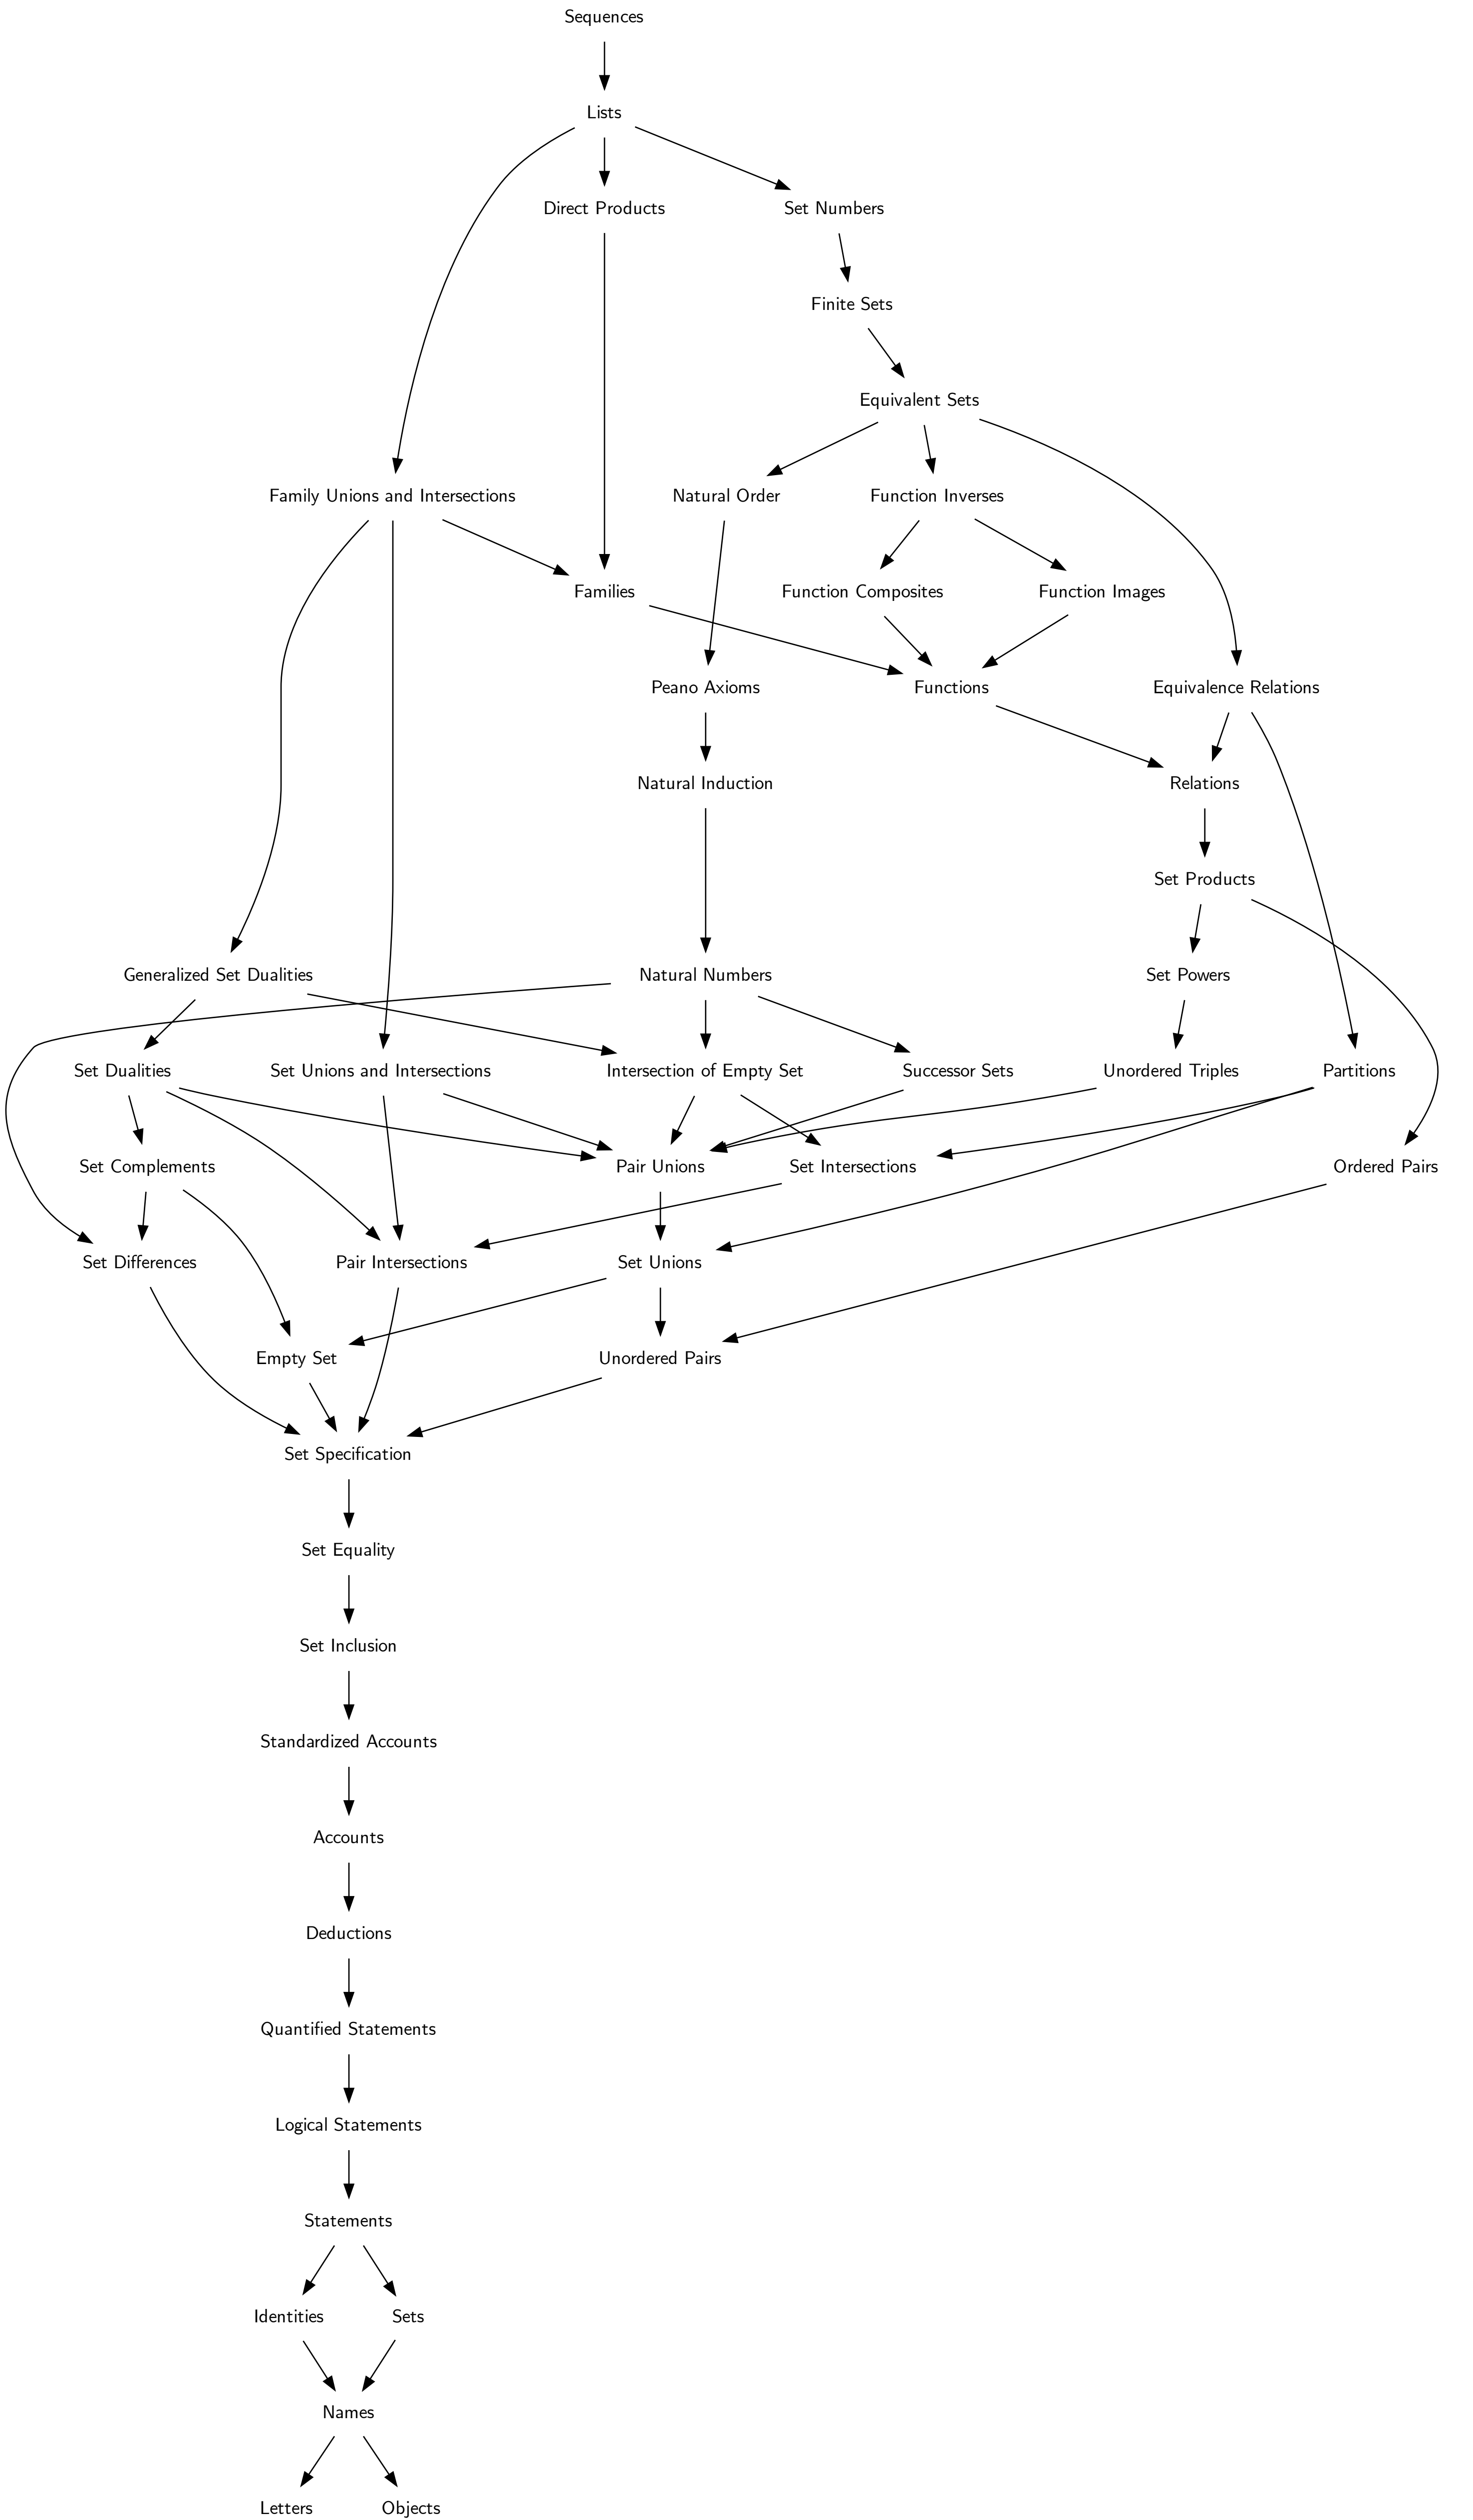 Sequences
Lists
Direct Products
Set Numbers
Finite Sets
Equivalent Sets
Family Unions and Intersections
Natural Order
Function Inverses
Families
Function Composites
Function Images
Peano Axioms
Functions
Equivalence Relations
Natural Induction
Relations
Set Products
Generalized Set Dualities
Natural Numbers
Set Powers
Set Dualities
Set Unions and Intersections
Intersection of Empty Set
Successor Sets
Unordered Triples
Partitions
Set Complements
Pair Unions
Set Intersections
Ordered Pairs
Set Differences
Pair Intersections
Set Unions
Empty Set
Unordered Pairs
Set Specification
Set Equality
Set Inclusion
Standardized Accounts
Accounts
Deductions
Quantified Statements
Logical Statements
Statements
Identities
Sets
Names
Letters
Objects